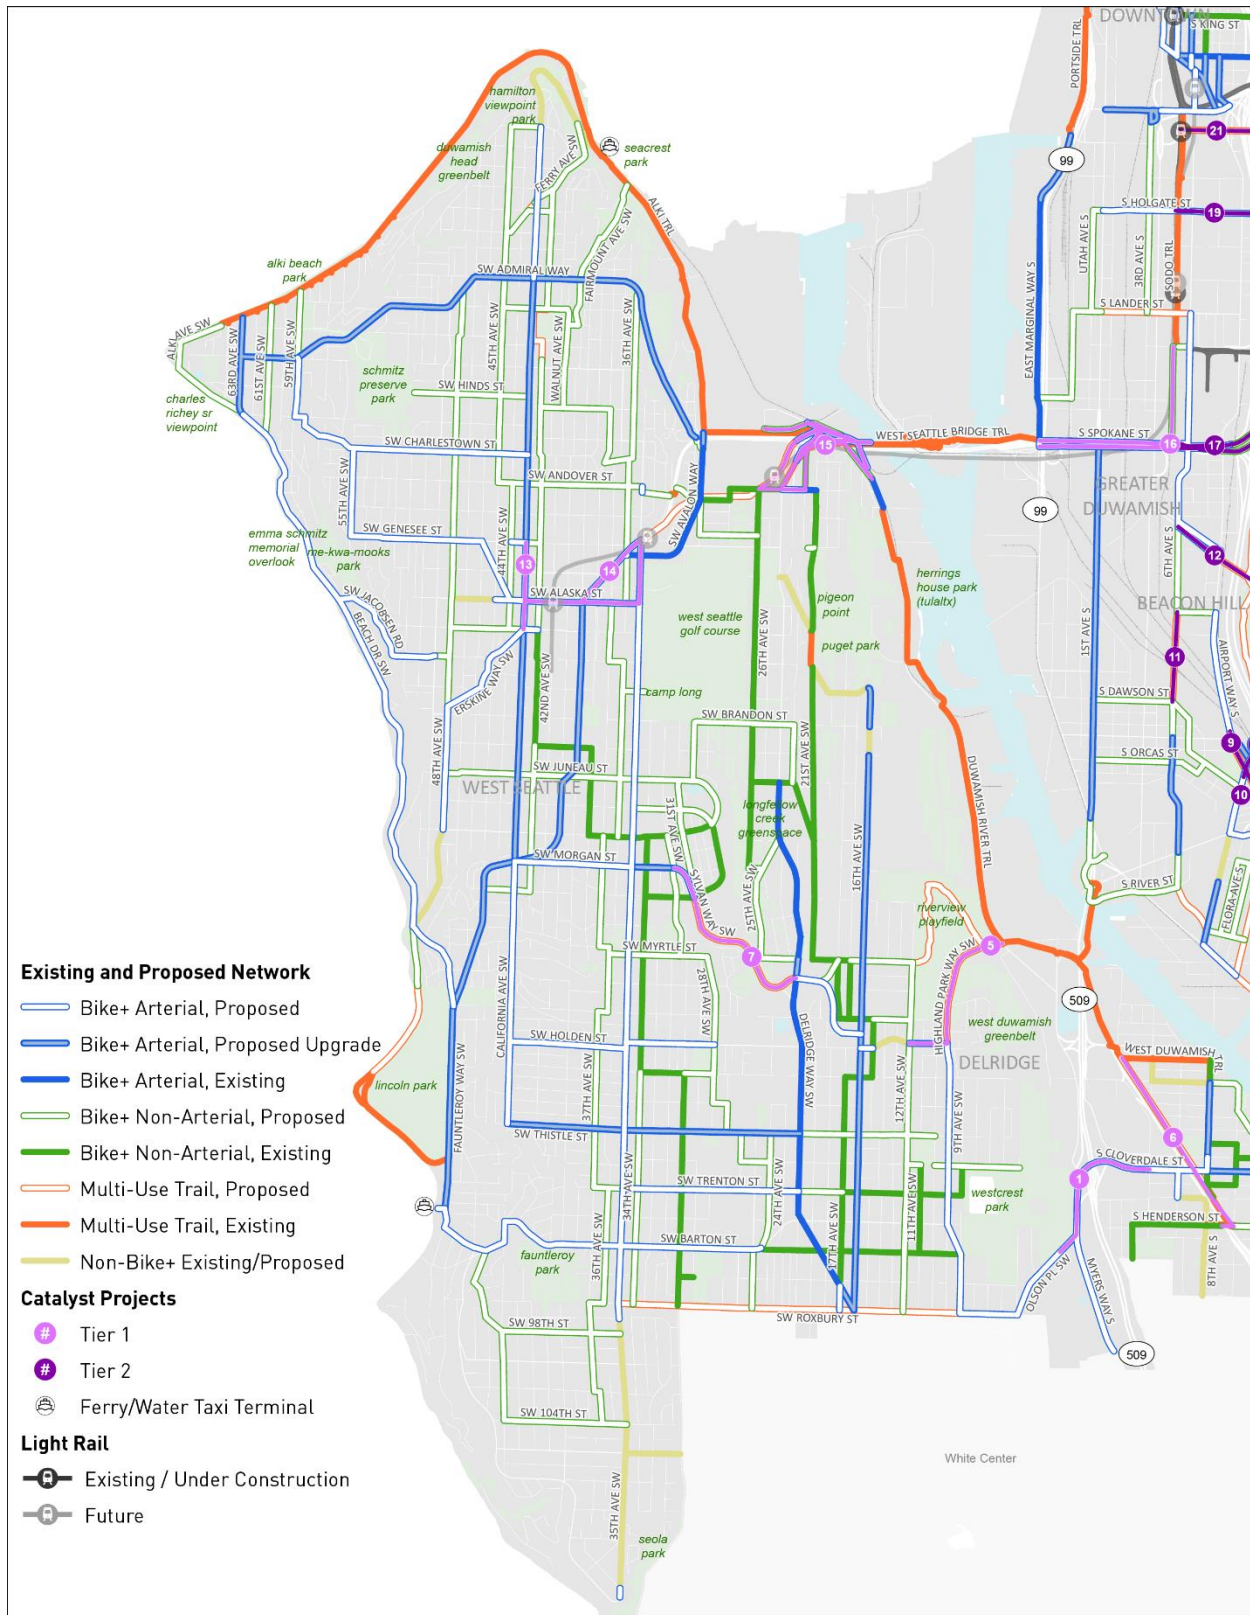 DOWNTOWN
S KING ST
PORTSIDE TRL
hamilton
viewpoint
park
21
duwamish
head
greenbelt
seacrest
park
99
FERRY AVE SW
S HOLGATE ST
19
ALKI TRL
UTAH AVE S
3RD AVE S
SODO TRL
FAIRMOUNT AVE SW
alki beach
park
SW ADMIRAL WAY
S LANDER ST
ALKI AVE SW
63RD AVE SW
61ST AVE SW
59TH AVE SW
45TH AVE SW
WALNUT AVE SW
36TH AVE SW
EAST MARGINAL WAY S
schmitz
preserve
park
SW HINDS ST
charles
richey sr
viewpoint
SW CHARLESTOWN ST
15
WEST SEATTLE BRIDGE TRL
S SPOKANE ST
16
17
SW ANDOVER ST
SW AVALON WAY
GREATER
DUWAMISH
55TH AVE SW
99
SW GENESEE ST
44TH AVE SW
emma schmitz
memorial
overlook
me-kwa-mooks
park
6TH AVE S
12
13
14
herrings
house park
(tulaltx)
SW ALASKA ST
SW JACOBSEN RD
BEACH DR SW
west seattle
golf course
pigeon
point
BEACON HILL
26TH AVE SW
puget park
1ST AVE S
AIRPORT WAY S
11
42ND AVE SW
ERSKINE WAY SW
camp long
S DAWSON ST
SW BRANDON ST
48TH AVE SW
21ST AVE SW
9
S ORCAS ST
SW JUNEAU ST
DUWAMISH RIVER TRL
WEST SEATTLE
10
31ST AVE SW
longfellow
creek
greenspace
16TH AVE SW
SW MORGAN ST
SYLVAN WAY SW
25TH AVE SW
S RIVER ST
FLORA AVE S
riverview
playfield
5
SW MYRTLE ST
7
Existing and Proposed Network
Bike+ Arterial, Proposed
Bike+ Arterial, Proposed Upgrade
Bike+ Arterial, Existing
Bike+ Non-Arterial, Proposed
Bike+ Non-Arterial, Existing
Multi-Use Trail, Proposed
Multi-Use Trail, Existing
Non-Bike+ Existing/Proposed
Catalyst Projects
# Tier 1
# Tier 2
Ferry/Water Taxi Terminal
Light Rail
Existing / Under Construction
Future
CALIFORNIA AVE SW
28TH AVE SW
HIGHLAND PARK WAY SW
509
west duwamish
greenbelt
SW HOLDEN ST
DELRIDGE WAY SW
WEST DUWAMISH TRL
DELRIDGE
lincoln park
FAUNTLEROY WAY SW
37TH AVE SW
12TH AVE SW
9TH AVE SW
SW THISTLE ST
6
S CLOVERDALE ST
34TH AVE SW
1
SW TRENTON ST
24TH AVE SW
17TH AVE SW
11TH AVE SW
westcrest
park
S HENDERSON ST
36TH AVE SW
SW BARTON ST
fauntleroy
park
8TH AVE S
OLSON PL SW
MYERS WAY S
SW ROXBURY ST
SW 98TH ST
509
SW 104TH ST
White Center
35TH AVE SW
seola
park